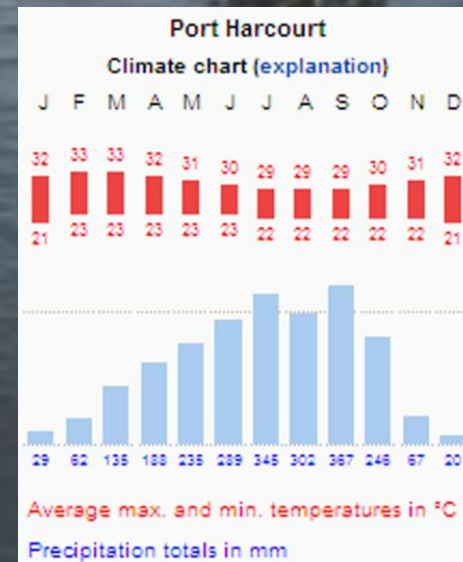 Port Harcourt
Climate chart (explanation)
J F M A M J J A S O N D
32 33 33 32 31 30 29 29 29 30 31 32
21 23 23 23 23 23 22 22 22 22 22 21
29 62 135 188 235 289 345 302 367 246 67 20
Average max. and min. temperatures in °C
Precipitation totals in mm